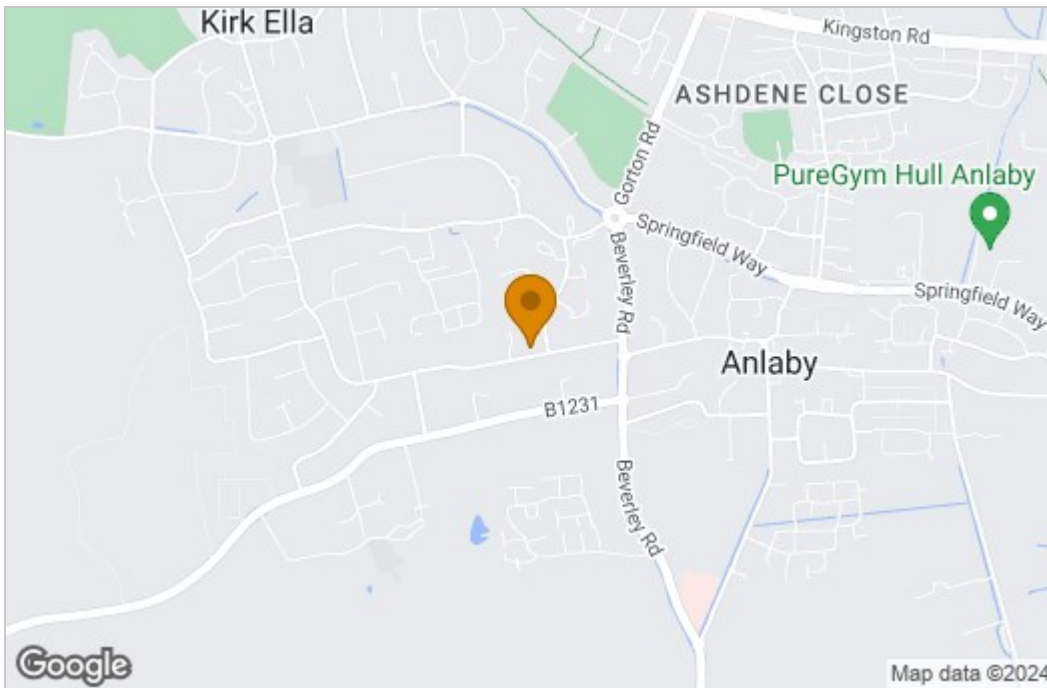 Kirk Ella
Kingston Rd
ASHDENE CLOSE
Gorton Rd
PureGym Hull Anlaby
Springfield Way
Beverley Rd
Springfield Way
Anlaby
B1231
Beverley Rd
Google
Map data ©2024